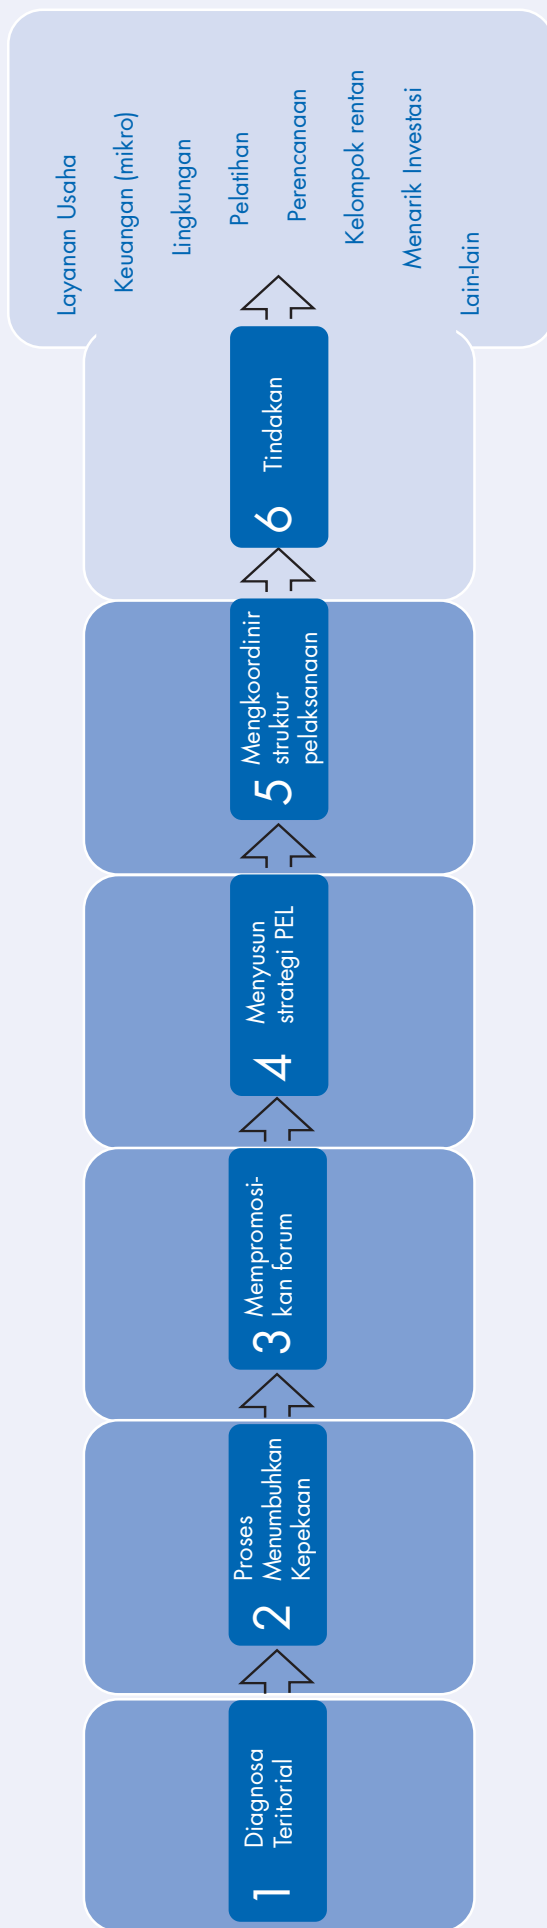 1
Diagnosa
Teritorial
2
Proses
Menumbuhkan
Kepekaan
3
Mempromosi-
kan forum
4
Menyusun
strategi PEL
5
Mengkoordinir
struktur
pelaksanaan
6
Tindakan
Layanan Usaha
Keuangan (mikro)
Lingkungan
Pelatihan
Perencanaan
Kelompok rentan
Menarik Investasi
Lain-lain